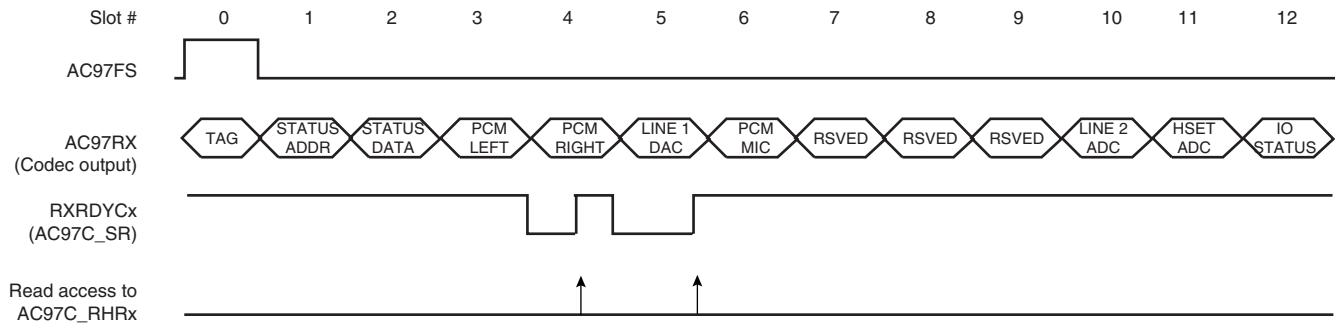 Slot # 0 1 2 3 4 5 6 7 8 9 10 11 12
AC97FS
AC97RX
(Codec output)
TAG
STATUS
ADDR
STATUS
DATA
PCM
LEFT
PCM
RIGHT
LINE 1
DAC
PCM
MIC
RSVED
RSVED
RSVED
LINE 2
ADC
HSET
ADC
IO
STATUS
RXRDYCx
(AC97C_SR)
Read access to
AC97C_RHRx